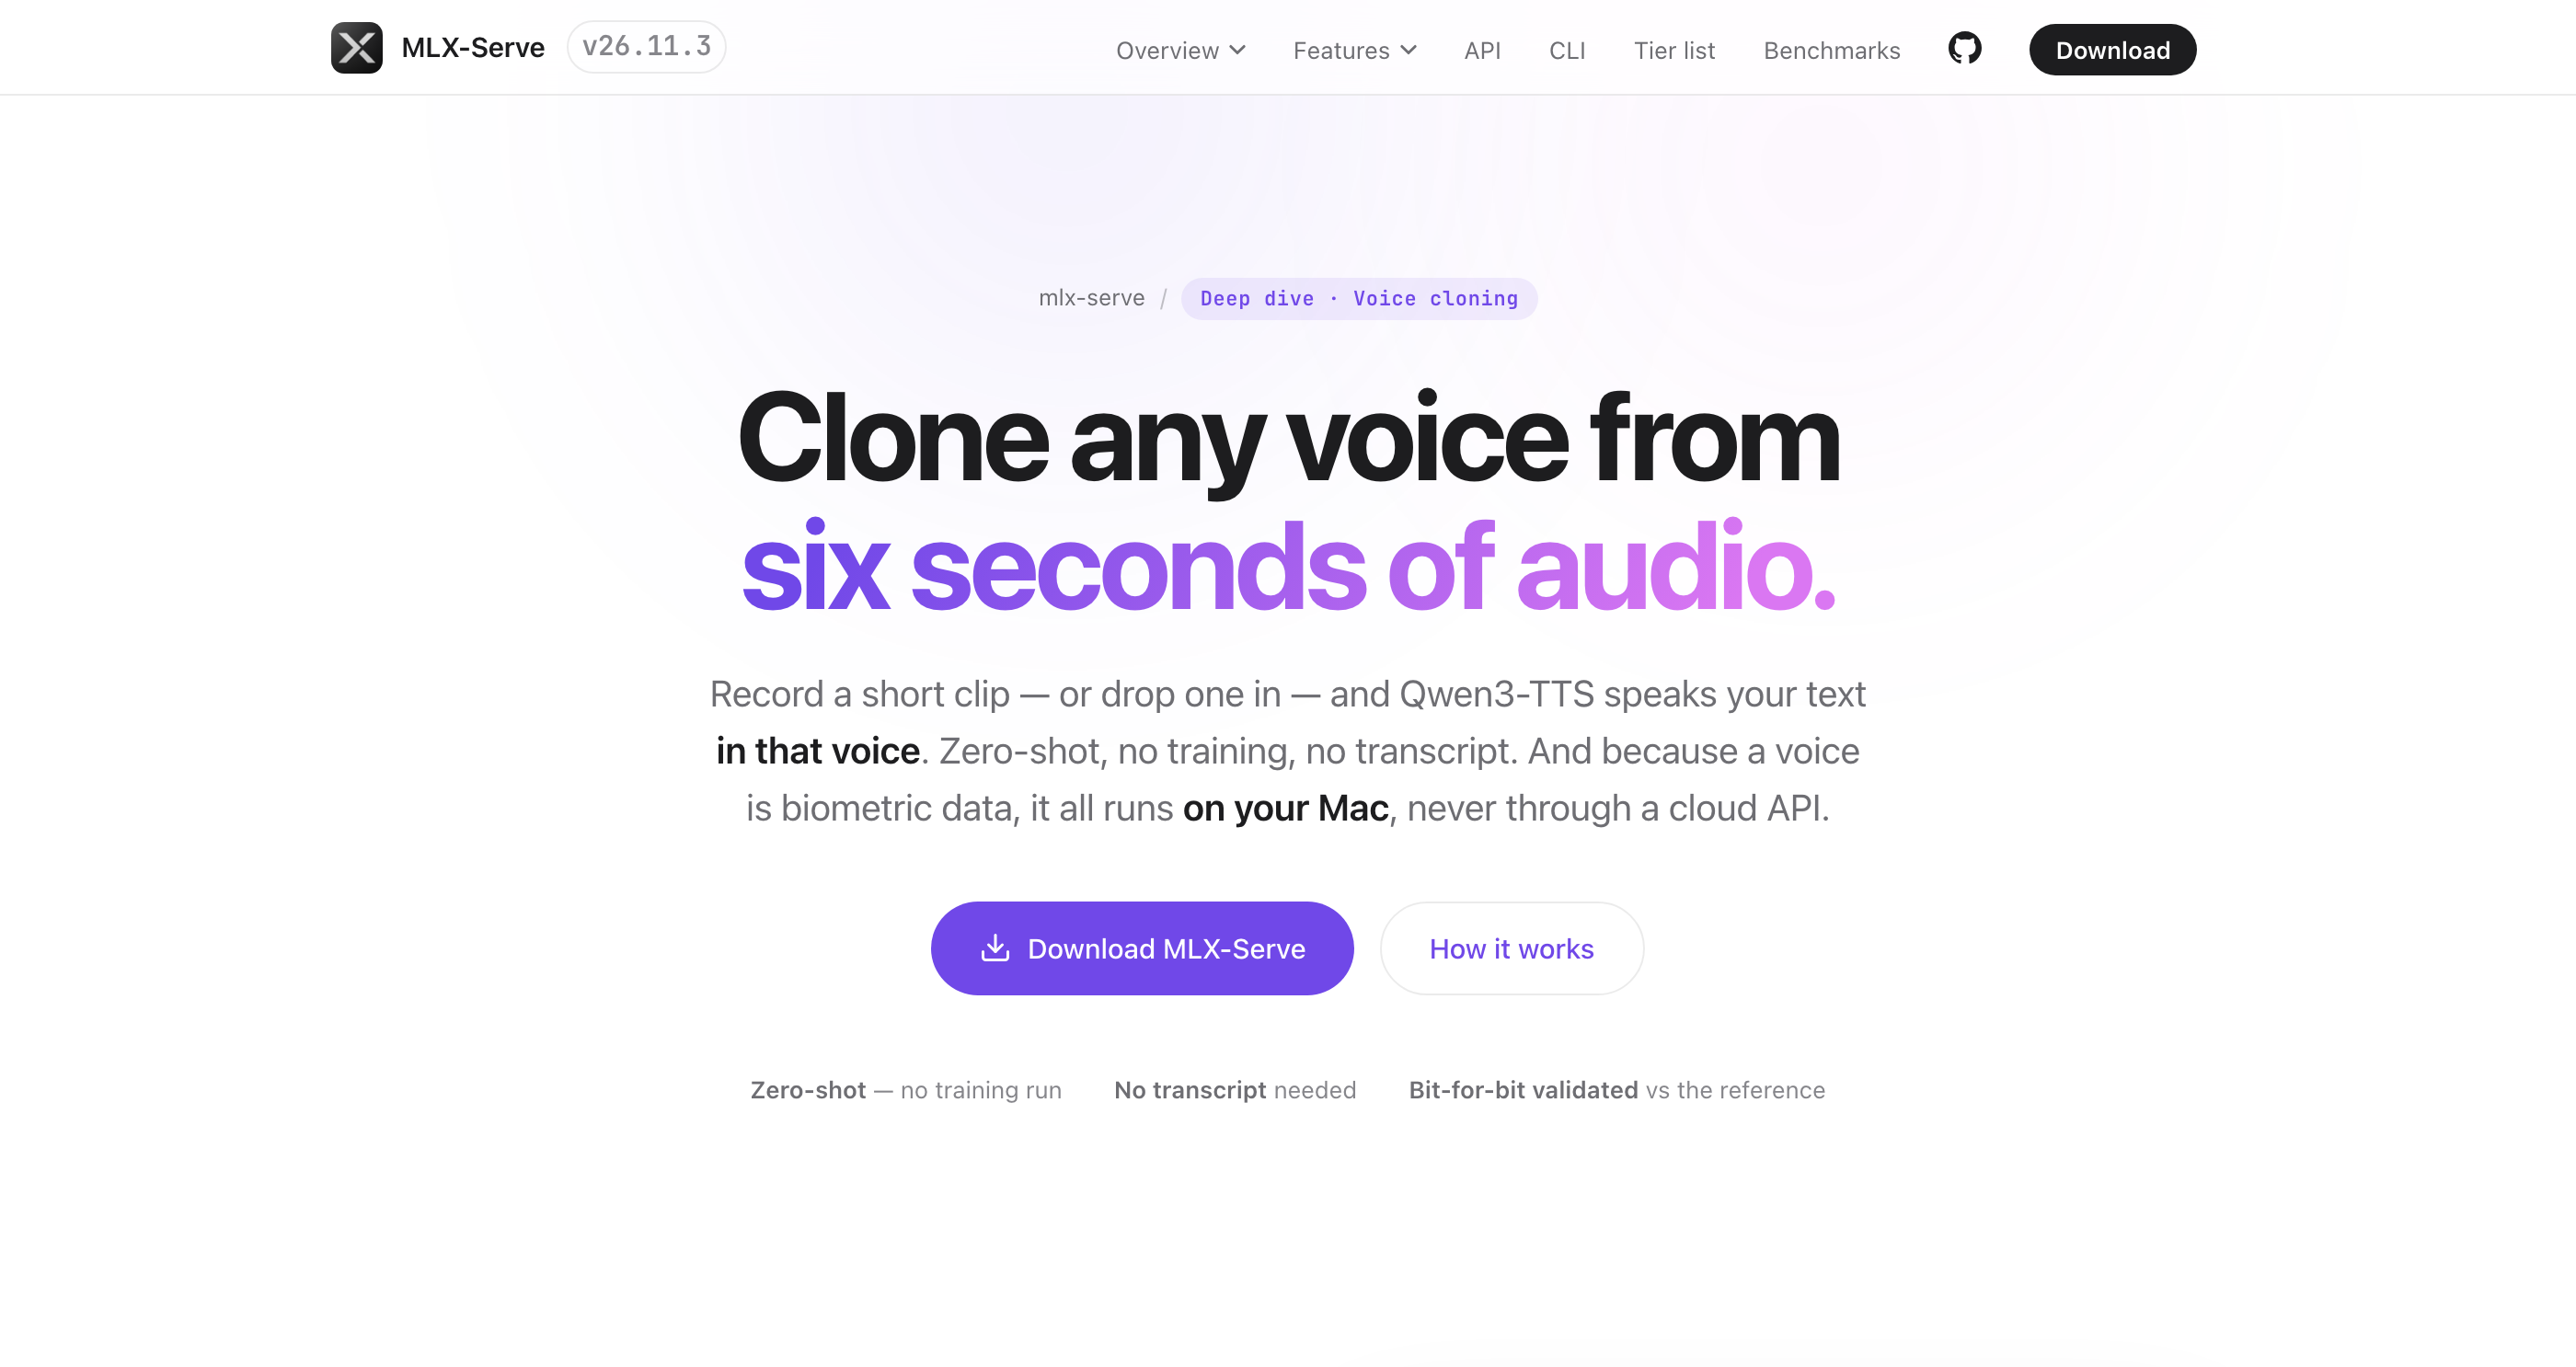 MLX-Serve v26.11.3 Overview Features API CLI Tier list Benchmarks Download
mlx-serve / Deep dive · Voice cloning
Clone any voice from
six seconds of audio.
Record a short clip — or drop one in — and Qwen3-TTS speaks your text
in that voice. Zero-shot, no training, no transcript. And because a voice
is biometric data, it all runs on your Mac, never through a cloud API.
Download MLX-Serve How it works
Zero-shot — no training run No transcript needed Bit-for-bit validated vs the reference